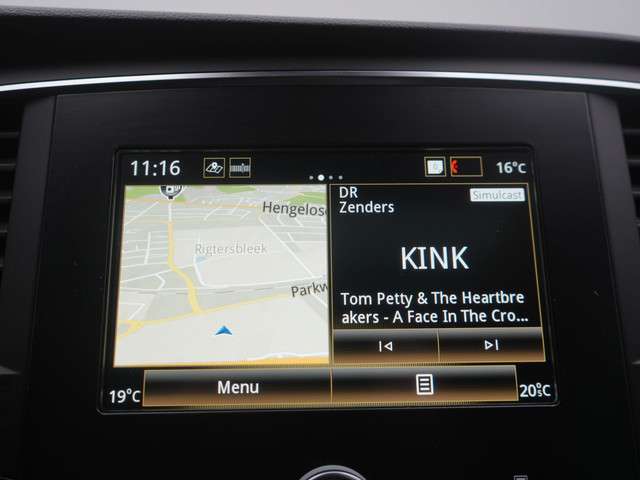 11:16
16°C
Hengelos
Rigtersbleek
Parkw
DR
Simulcast
Zenders
KINK
Tom Petty & The Heartbre
akers - A Face In The Cro...
19°C
Menu
20°C